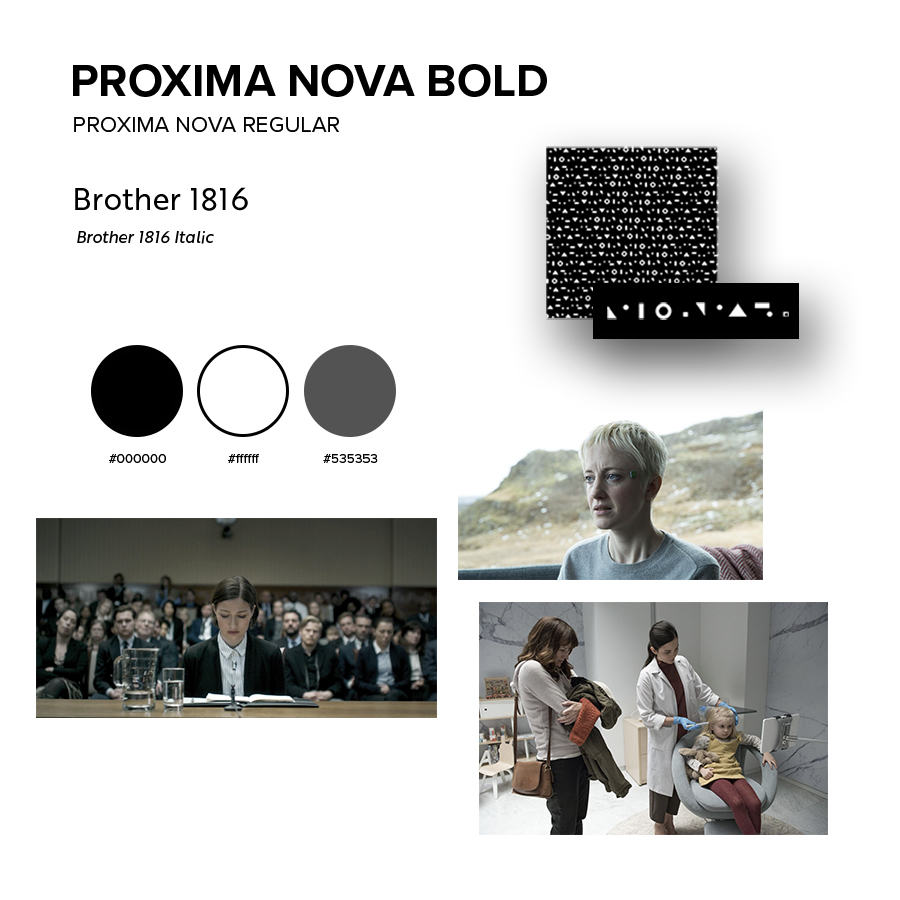 PROXIMA NOVA BOLD
PROXIMA NOVA REGULAR
Brother 1816
Brother 1816 Italic
#000000
#ffffff
#535353